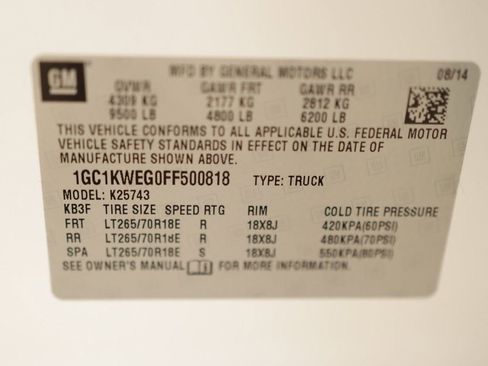 GM MFD BY GENERAL MOTORS LLC 08/14
GVWR GAWR FRT GAWR RR
4309 KG 2177 KG 2812 KG
9500 LB 4800 LB 6200 LB
THIS VEHICLE CONFORMS TO ALL APPLICABLE U.S. FEDERAL MOTOR
VEHICLE SAFETY STANDARDS IN EFFECT ON THE DATE OF
MANUFACTURE SHOWN ABOVE.
1GC1KWEG0FF500818 TYPE: TRUCK
MODEL: K25743
KB3F TIRE SIZE SPEED RTG RIM COLD TIRE PRESSURE
FRT LT265/70R18E R 18X8J 420KPA(60PSI)
RR LT265/70R18E R 18X8J 480KPA(70PSI)
SPA LT265/70R18E S 18X8J 550KPA(80PSI)
SEE OWNER'S MANUAL FOR MORE INFORMATION.